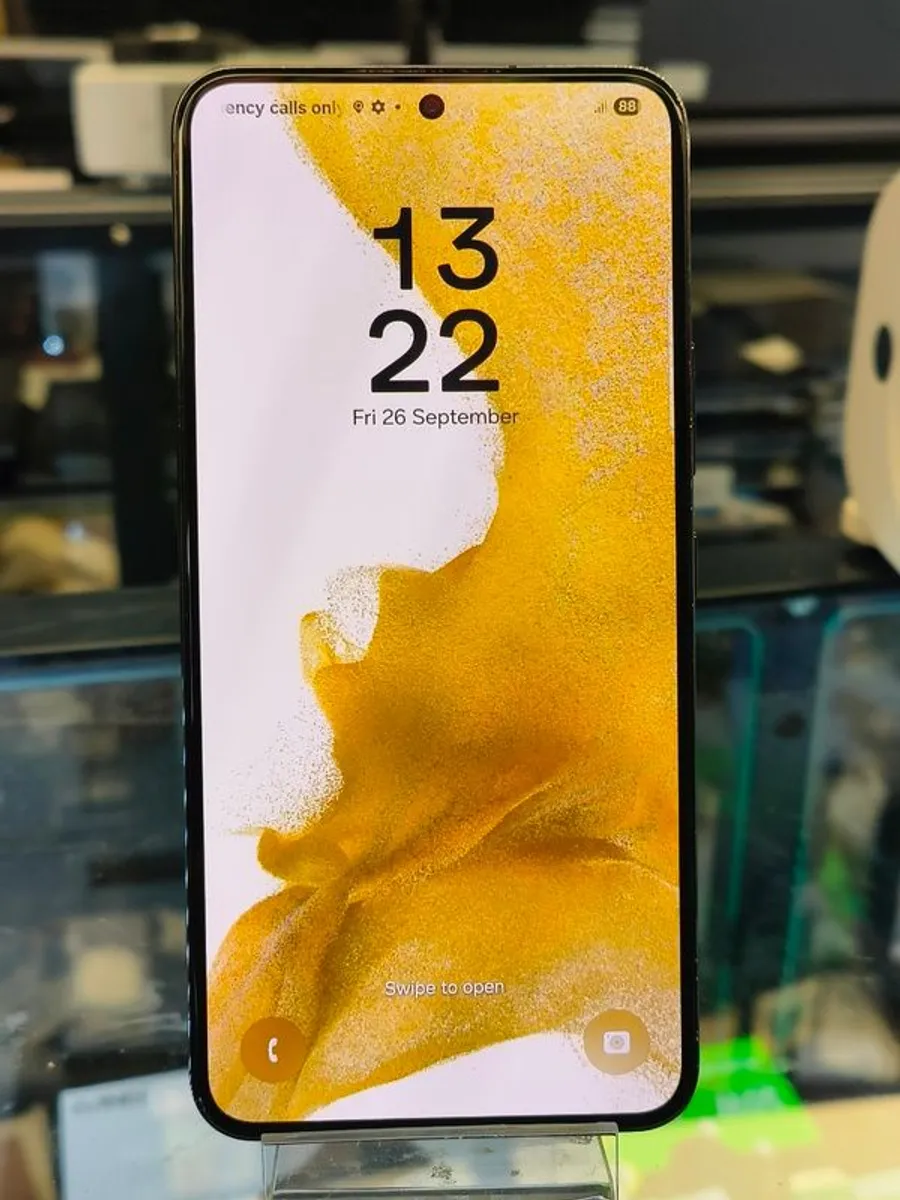 ency calls only
88
13
22
Fri 26 September
Swipe to open